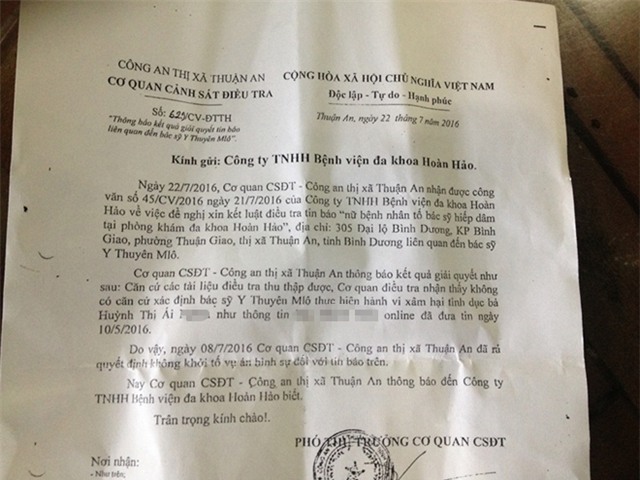 CÔNG AN THỊ XÃ THUẬN AN
CƠ QUAN CẢNH SÁT ĐIỀU TRA
CỘNG HÒA XÃ HỘI CHỦ NGHĨA VIỆT NAM
Độc lập - Tự do - Hạnh phúc
Số: 625/CV-ĐTTH
"Thông báo kết quả giải quyết tin báo
liên quan đến bác sỹ Y Thuyên Mlô".
Thuận An, ngày 22 tháng 7 năm 2016
Kính gửi: Công ty TNHH Bệnh viện đa khoa Hoàn Hảo.
Ngày 22/7/2016, Cơ quan CSĐT - Công an thị xã Thuận An nhận được công
văn số 45/CV/2016 ngày 21/7/2016 của Công ty TNHH Bệnh viện đa khoa Hoàn
Hảo về việc đề nghị xin kết luật điều tra tin báo "nữ bệnh nhân tố bác sỹ hiếp dâm
tại phòng khám đa khoa Hoàn Hảo", địa chỉ: 305 Đại lộ Bình Dương, KP Bình
Giao, phường Thuận Giao, thị xã Thuận An, tỉnh Bình Dương liên quan đến bác sỹ
Y Thuyên Mlô.
Cơ quan CSĐT - Công an thị xã Thuận An thông báo kết quả giải quyết như
sau: Căn cứ các tài liệu điều tra thu thập được, Cơ quan điều tra nhận thấy không
có căn cứ xác định bác sỹ Y Thuyên Mlô thực hiện hành vi xâm hại tình dục bà
Huỳnh Thị Ái như thông tin online đã đưa tin ngày
10/5/2016.
Do vậy, ngày 08/7/2016 Cơ quan CSĐT - Công an thị xã Thuận An đã ra
quyết định không khởi tố vụ án hình sự đối với tin báo trên.
Nay Cơ quan CSĐT - Công an thị xã Thuận An thông báo đến Công ty
TNHH Bệnh viện đa khoa Hoàn Hảo biết.
Trân trọng kính chào!.
PHÓ THỦ TRƯỞNG CƠ QUAN CSĐT
Nơi nhận:
- Như trên;